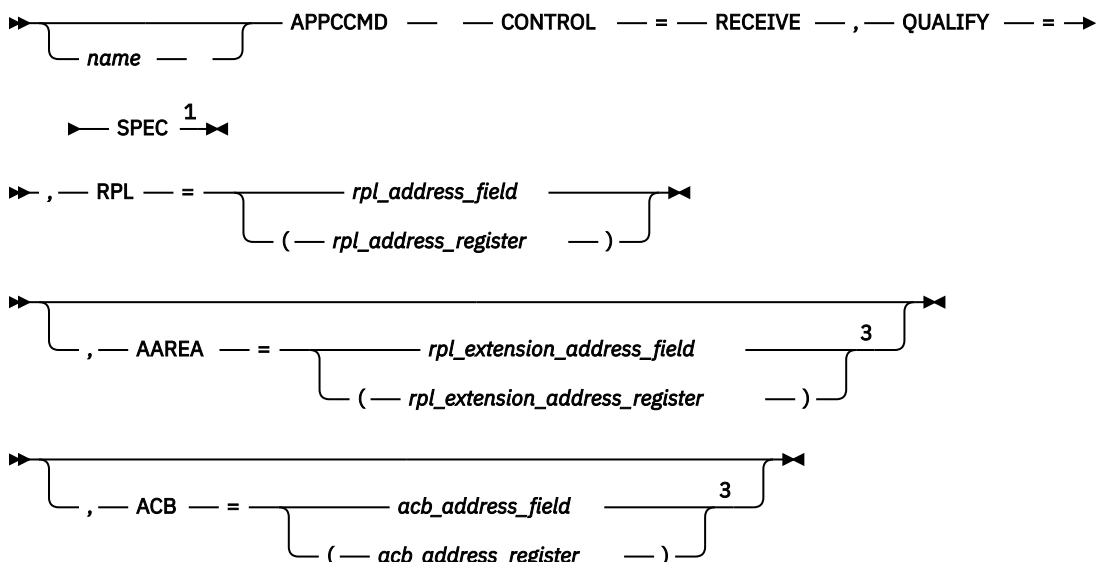 APPCCMD CONTROL = RECEIVE , QUALIFY =
name
SPEC 1
, RPL = rpl_address_field
( rpl_address_register )
, AAREA = rpl_extension_address_field 3
( rpl_extension_address_register )
, ACB = acb_address_field 3
( acb_address_register )